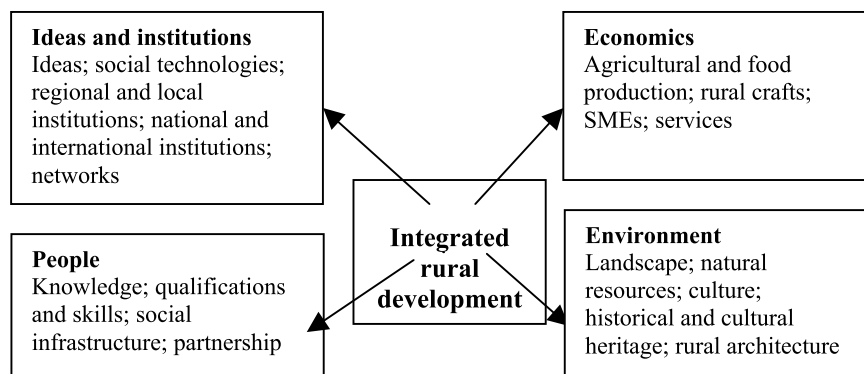 Ideas and institutions
Ideas; social technologies;
regional and local
institutions; national and
international institutions;
networks
Economics
Agricultural and food
production; rural crafts;
SMEs; services
Integrated
rural
development
People
Knowledge; qualifications
and skills; social
infrastructure; partnership
Environment
Landscape; natural
resources; culture;
historical and cultural
heritage; rural architecture